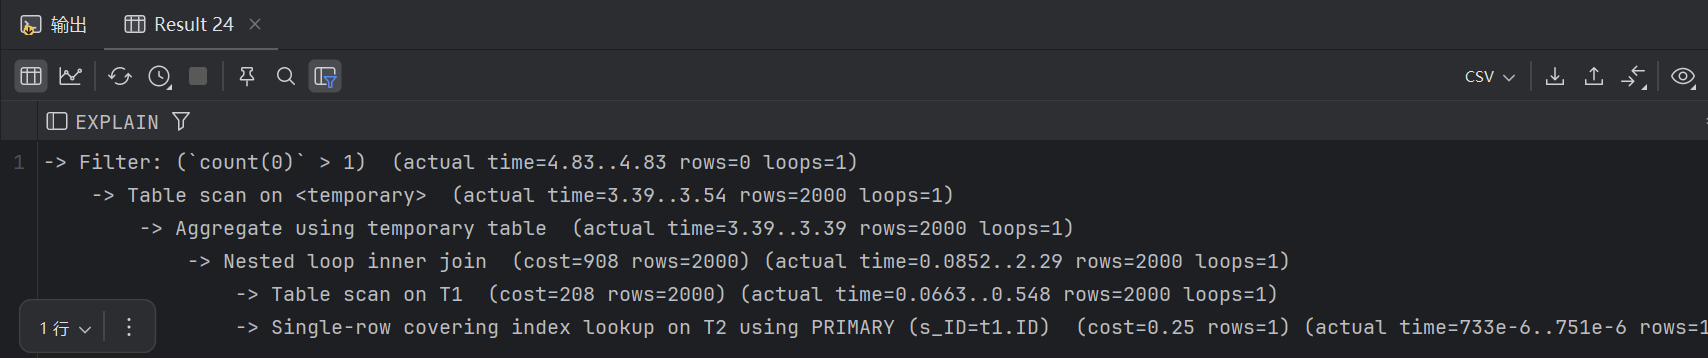 输出 Result 24
CSV
EXPLAIN
1 -> Filter: (`count(0)` > 1)  (actual time=4.83..4.83 rows=0 loops=1)
-> Table scan on <temporary>  (actual time=3.39..3.54 rows=2000 loops=1)
-> Aggregate using temporary table  (actual time=3.39..3.39 rows=2000 loops=1)
-> Nested loop inner join  (cost=908 rows=2000) (actual time=0.0852..2.29 rows=2000 loops=1)
-> Table scan on T1  (cost=208 rows=2000) (actual time=0.0663..0.548 rows=2000 loops=1)
-> Single-row covering index lookup on T2 using PRIMARY (s_ID=t1.ID)  (cost=0.25 rows=1) (actual time=733e-6..751e-6 rows=1
1 行